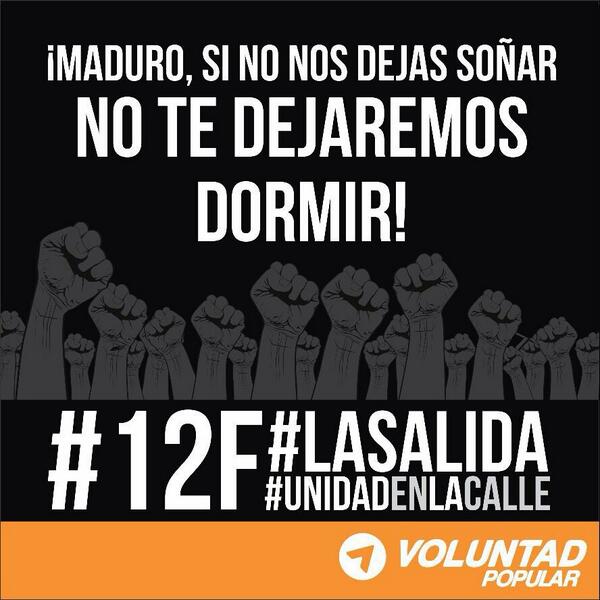 ¡MADURO, SI NO NOS DEJAS SOÑAR
NO TE DEJAREMOS
DORMIR!
#12F #LASALIDA
#UNIDADENLACALLE
VOLUNTAD
POPULAR